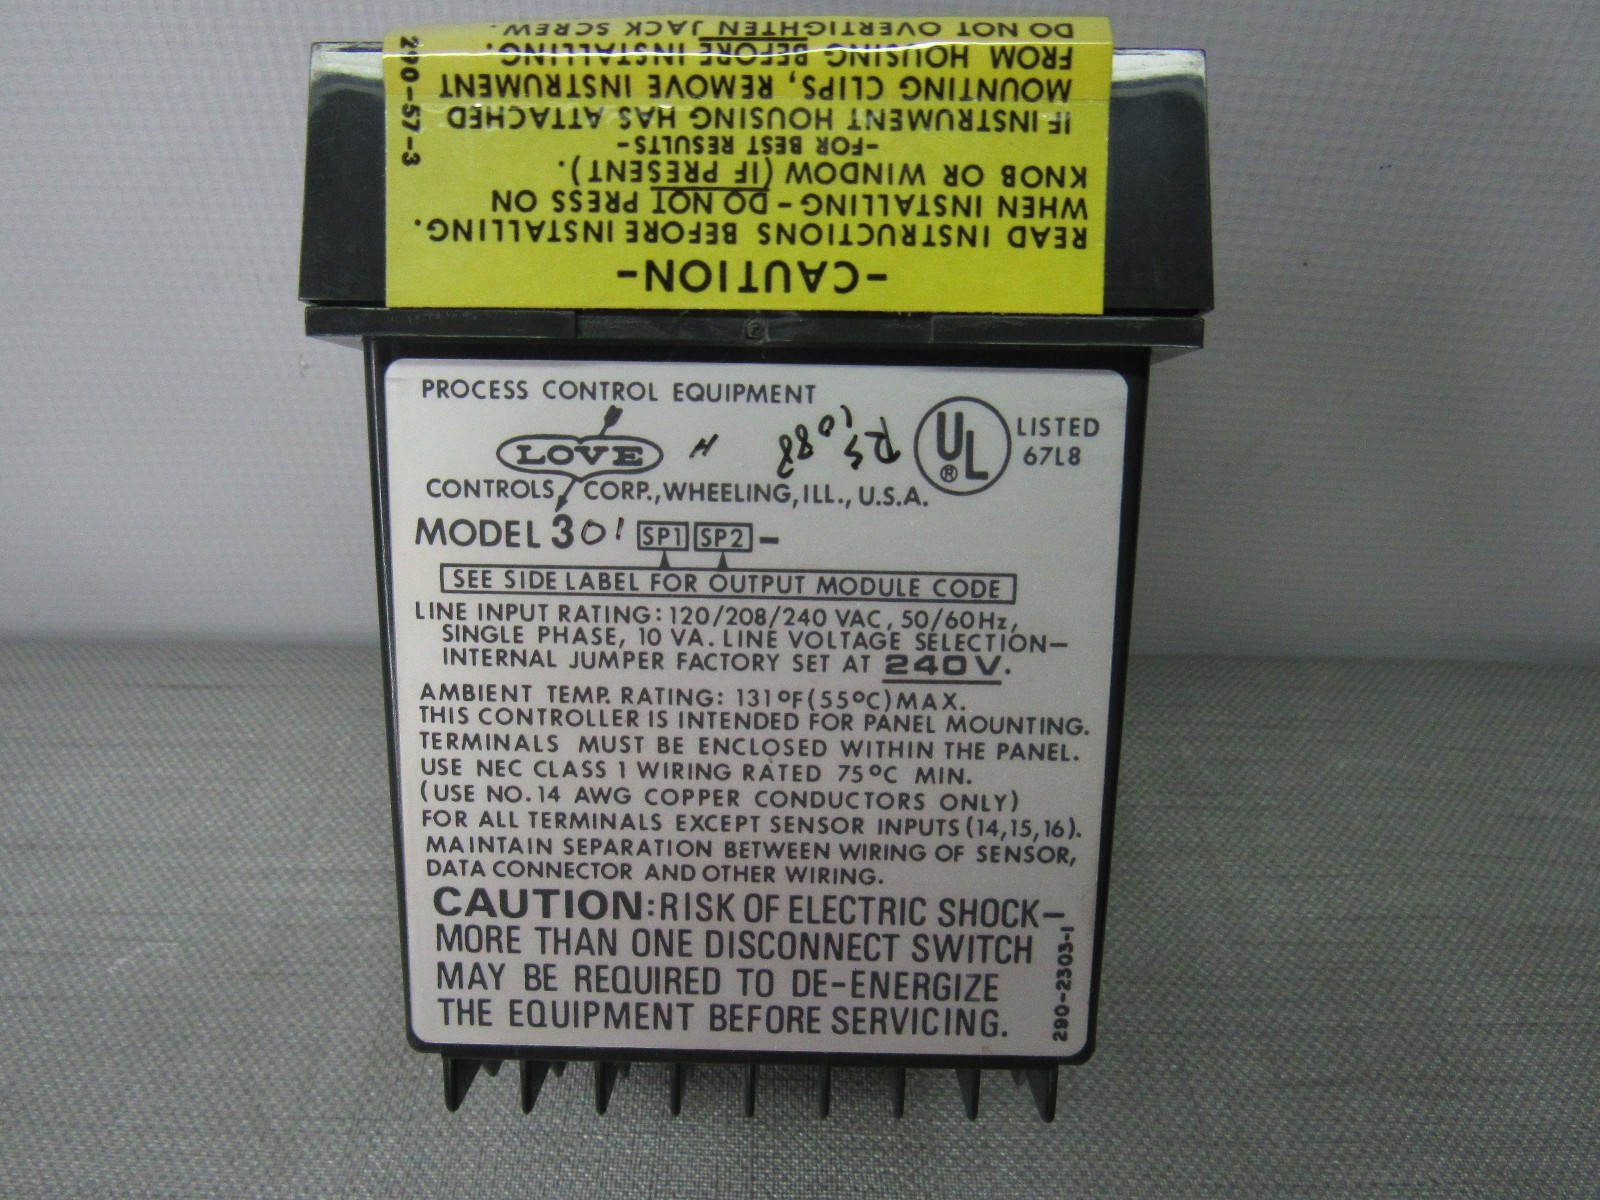 -CAUTION-
READ INSTRUCTIONS BEFORE INSTALLING.
WHEN INSTALLING - DO NOT PRESS ON
KNOB OR WINDOW (IF PRESENT).
-FOR BEST RESULTS-
IF INSTRUMENT HOUSING HAS ATTACHED
MOUNTING CLIPS, REMOVE INSTRUMENT
FROM HOUSING BEFORE INSTALLING.
DO NOT OVERTIGHTEN JACK SCREW.
290-57-3
PROCESS CONTROL EQUIPMENT
LOVE
CONTROLS CORP., WHEELING, ILL., U.S.A.
UL
®
LISTED
67L8
MODEL 301 SP1 SP2 -
SEE SIDE LABEL FOR OUTPUT MODULE CODE
LINE INPUT RATING: 120/208/240 VAC, 50/60Hz,
SINGLE PHASE, 10 VA. LINE VOLTAGE SELECTION—
INTERNAL JUMPER FACTORY SET AT 240V.
AMBIENT TEMP. RATING: 131°F (55°C) MAX.
THIS CONTROLLER IS INTENDED FOR PANEL MOUNTING.
TERMINALS MUST BE ENCLOSED WITHIN THE PANEL.
USE NEC CLASS 1 WIRING RATED 75°C MIN.
(USE NO. 14 AWG COPPER CONDUCTORS ONLY)
FOR ALL TERMINALS EXCEPT SENSOR INPUTS (14,15,16).
MAINTAIN SEPARATION BETWEEN WIRING OF SENSOR,
DATA CONNECTOR AND OTHER WIRING.
CAUTION: RISK OF ELECTRIC SHOCK—
MORE THAN ONE DISCONNECT SWITCH
MAY BE REQUIRED TO DE-ENERGIZE
THE EQUIPMENT BEFORE SERVICING.
290-2303-1